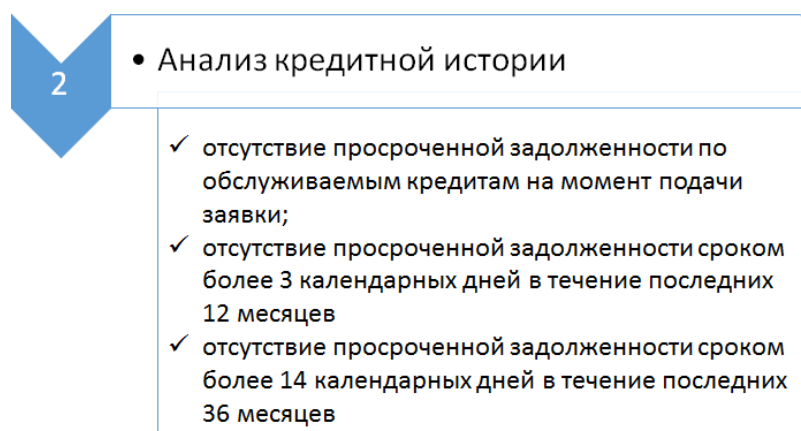 2
• Анализ кредитной истории
✓ отсутствие просроченной задолженности по
обслуживаемым кредитам на момент подачи
заявки;
✓ отсутствие просроченной задолженности сроком
более 3 календарных дней в течение последних
12 месяцев
✓ отсутствие просроченной задолженности сроком
более 14 календарных дней в течение последних
36 месяцев